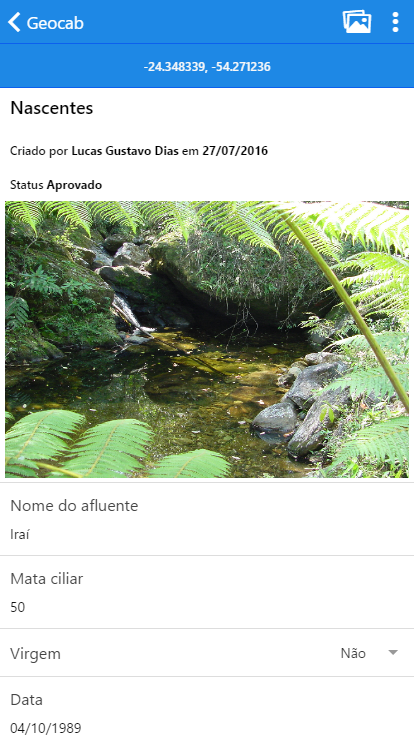 Geocab
-24.348339, -54.271236
Nascentes
Criado por Lucas Gustavo Dias em 27/07/2016
Status Aprovado
Nome do afluente
Iraí
Mata ciliar
50
Virgem Não
Data
04/10/1989